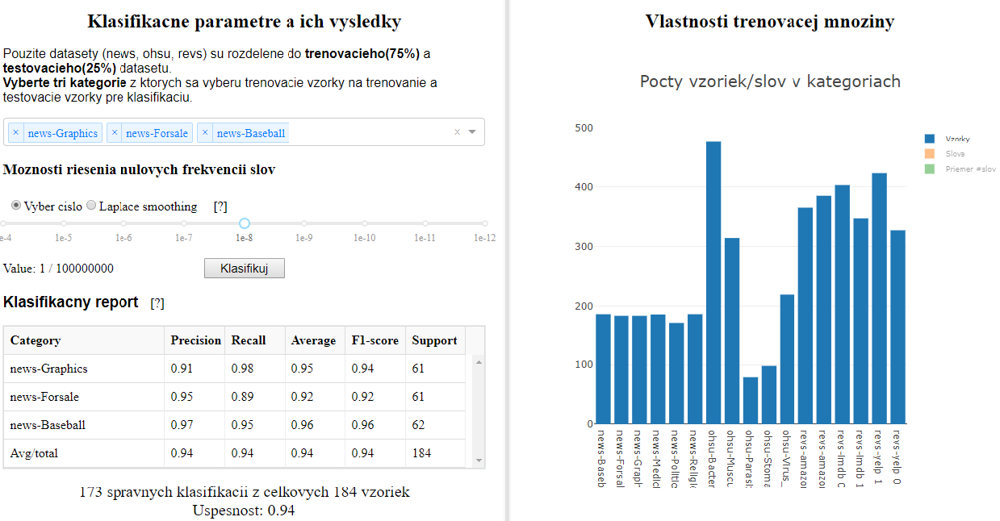 Klasifikacne parametre a ich vysledky
Pouzite datasety (news, ohsu, revs) su rozdelene do trenovacieho(75%) a
testovacieho(25%) datasetu.
Vyberte tri kategorie z ktorych sa vyberu trenovacie vzorky na trenovanie a
testovacie vzorky pre klasifikaciu.
× news-Graphics × news-Forsale × news-Baseball x
Moznosti riesenia nulovych frekvencii slov
Vyber cislo Laplace smoothing [?]
e-4 1e-5 1e-6 1e-7 1e-8 1e-9 1e-10 1e-11 1e-12
Value: 1 / 100000000 Klasifikuj
Klasifikacny report [?]
Category Precision Recall Average F1-score Support
news-Graphics 0.91 0.98 0.95 0.94 61
news-Forsale 0.95 0.89 0.92 0.92 61
news-Baseball 0.97 0.95 0.96 0.96 62
Avg/total 0.94 0.94 0.94 0.94 184
173 spravnych klasifikacii z celkovych 184 vzoriek
Uspesnost: 0.94
Vlastnosti trenovacej mnoziny
Pocty vzoriek/slov v kategoriach
500
400
300
200
100
0
Vzorky
Slova
Priemer #slov
news-Baseb
news-Forsal
news-Graph
news-Medici
news-Politic
news-Religio
ohsu-Bacter
ohsu-Muscu
ohsu-Parasi
ohsu-Stoma
ohsu-Virus_
revs-amazor
revs-amazor
revs-Imdb 0
revs-Imdb 1
revs-yelp 1
revs-yelp 0